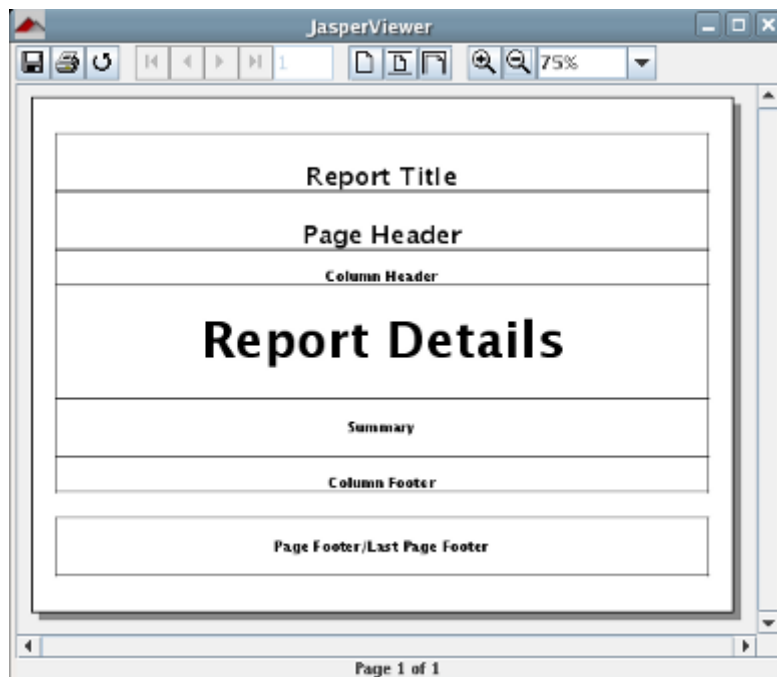 JasperViewer
1
75%
Report Title
Page Header
Column Header
Report Details
Summary
Column Footer
Page Footer/Last Page Footer
Page 1 of 1